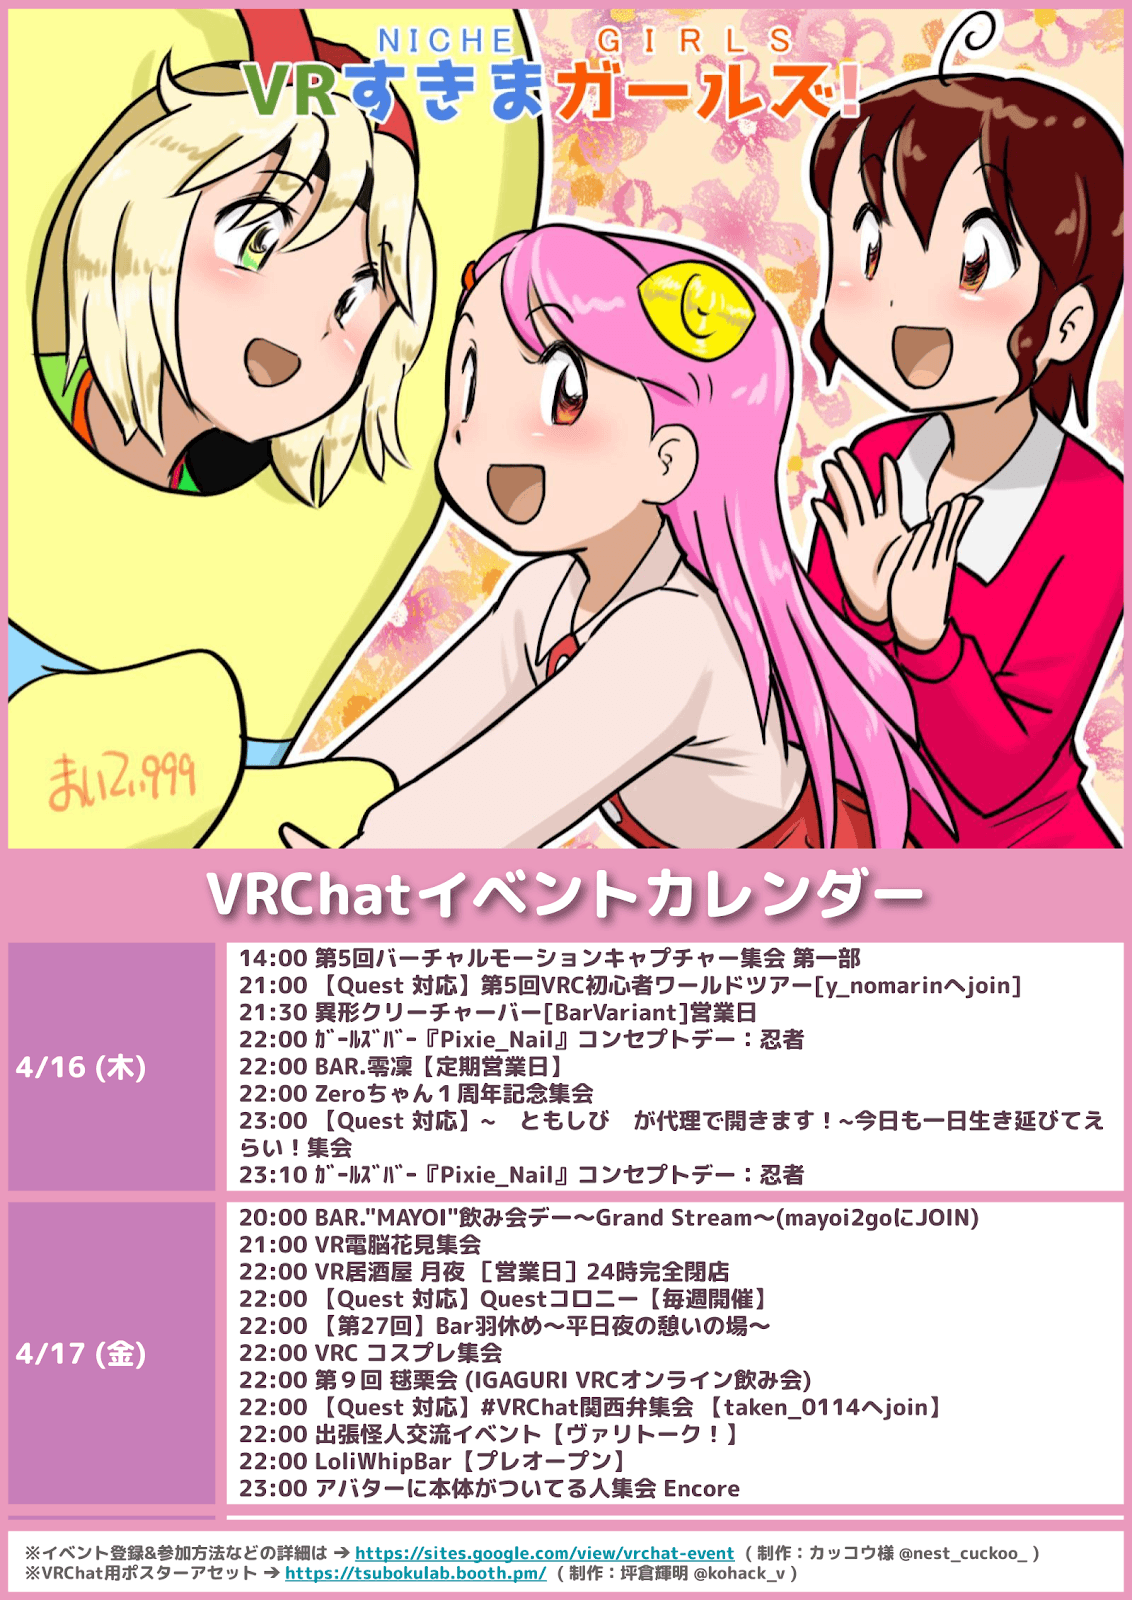 NICHE GIRLS
VRすきまガールズ!
まいてぃ999
VRChatイベントカレンダー
4/16 (木)
14:00 第5回バーチャルモーションキャプチャー集会 第一部
21:00 【Quest 対応】第5回VRC初心者ワールドツアー[y_nomarinへjoin]
21:30 異形クリーチャーバー[BarVariant]営業日
22:00 ｶﾞｰﾙｽﾞﾊﾞｰ『Pixie_Nail』コンセプトデー：忍者
22:00 BAR.零凜【定期営業日】
22:00 Zeroちゃん１周年記念集会
23:00 【Quest 対応】~　ともしび　が代理で開きます！~今日も一日生き延びてえ
らい！集会
23:10 ｶﾞｰﾙｽﾞﾊﾞｰ『Pixie_Nail』コンセプトデー：忍者
4/17 (金)
20:00 BAR."MAYOI"飲み会デー～Grand Stream～(mayoi2goにJOIN)
21:00 VR電脳花見集会
22:00 VR居酒屋 月夜 ［営業日］24時完全閉店
22:00 【Quest 対応】Questコロニー【毎週開催】
22:00 【第27回】Bar羽休め～平日夜の憩いの場～
22:00 VRC コスプレ集会
22:00 第９回 毬栗会 (IGAGURI VRCオンライン飲み会)
22:00 【Quest 対応】#VRChat関西弁集会 【taken_0114へjoin】
22:00 出張怪人交流イベント【ヴァリトーク！】
22:00 LoliWhipBar【プレオープン】
23:00 アバターに本体がついてる人集会 Encore
※イベント登録&参加方法などの詳細は → https://sites.google.com/view/vrchat-event ( 制作：カッコウ様 @nest_cuckoo_ )
※VRChat用ポスターアセット → https://tsubokulab.booth.pm/ ( 制作：坪倉輝明 @kohack_v )